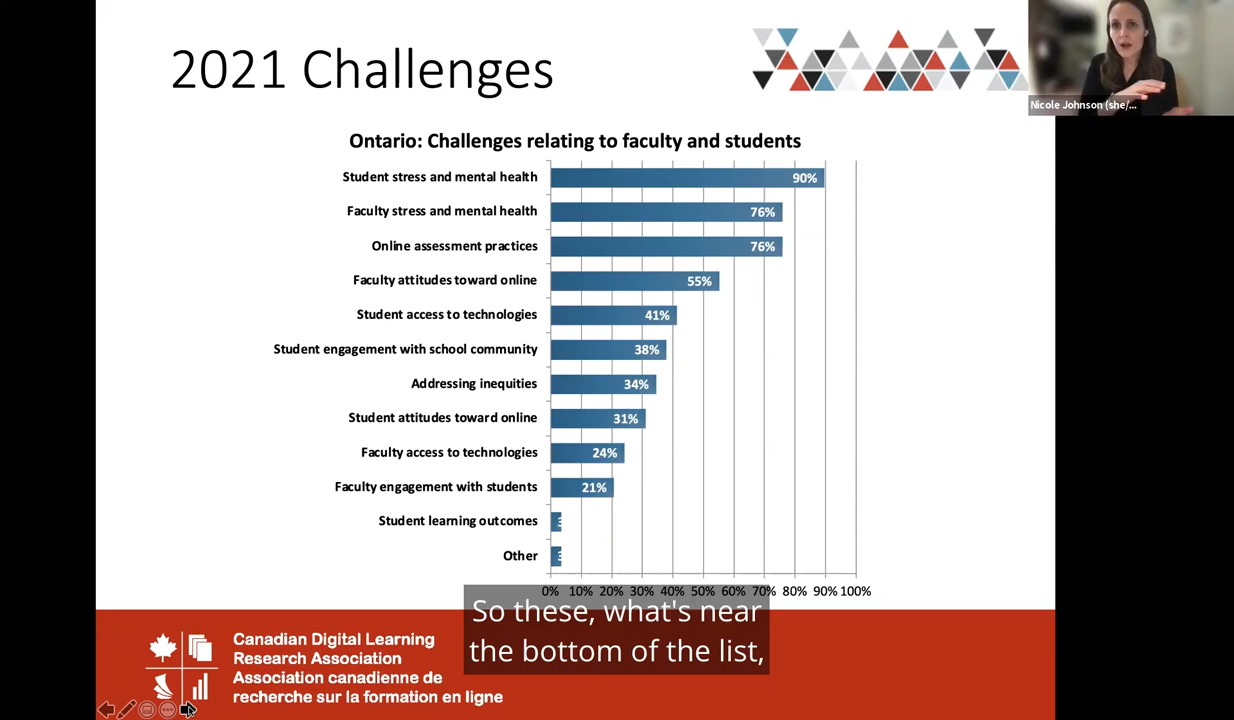 2021 Challenges
Nicole Johnson (she/...
Ontario: Challenges relating to faculty and students
Student stress and mental health 90%
Faculty stress and mental health 76%
Online assessment practices 76%
Faculty attitudes toward online 55%
Student access to technologies 41%
Student engagement with school community 38%
Addressing inequities 34%
Student attitudes toward online 31%
Faculty access to technologies 24%
Faculty engagement with students 21%
Student learning outcomes
Other
0% 10% 20% 30% 40% 50% 60% 70% 80% 90% 100%
So these, what's near
the bottom of the list,
Canadian Digital Learning
Research Association
Association canadienne de
recherche sur la formation en ligne